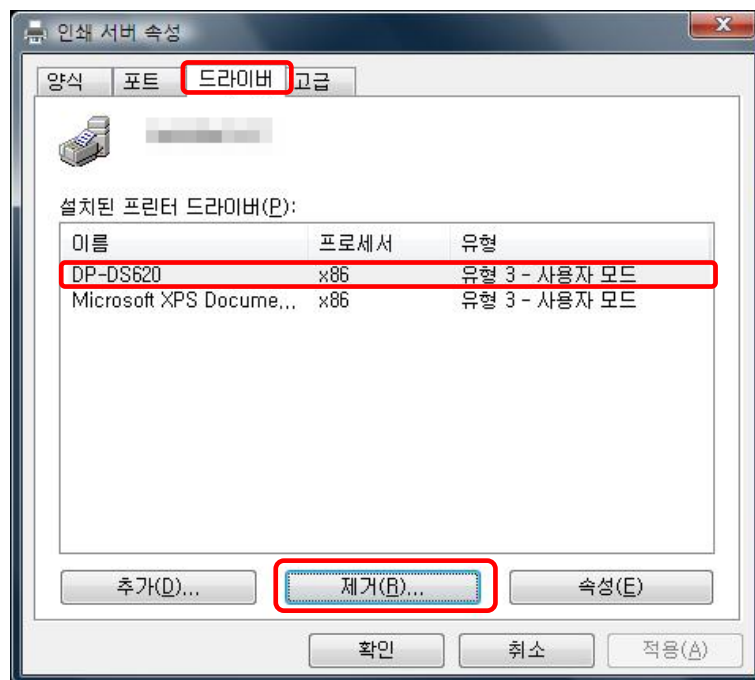 인쇄 서버 속성
양식 포트 드라이버 고급
설치된 프린터 드라이버(P):
이름 프로세서 유형
DP-DS620 x86 유형 3 - 사용자 모드
Microsoft XPS Docume... x86 유형 3 - 사용자 모드
추가(D)... 제거(R)... 속성(E)
확인 취소 적용(A)